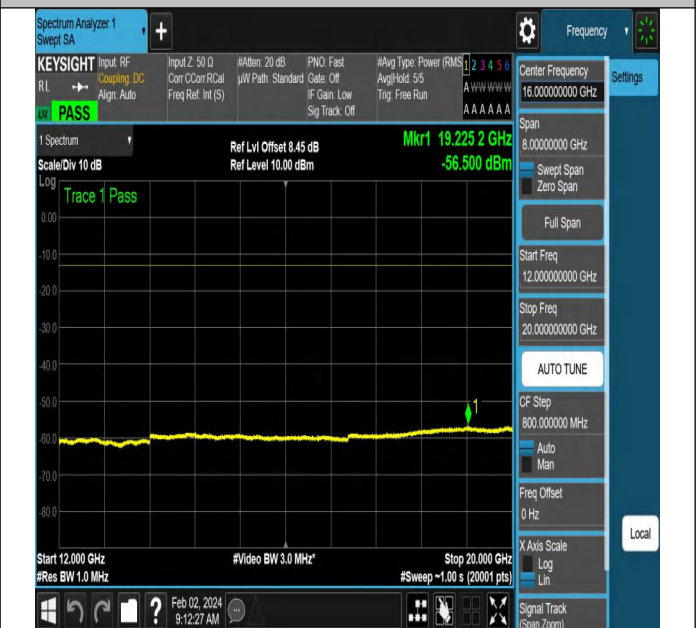 Spectrum Analyzer 1
Swept SA
+
Frequency
KEYSIGHT
RL
PASS
Input: RF
Coupling: DC
Align: Auto
Input Z: 50 Ω
Corr CCorr RCal
Freq Ref: Int (S)
#Atten: 20 dB
µW Path: Standard
PNO: Fast
Gate: Off
IF Gain: Low
Sig Track: Off
#Avg Type: Power (RMS
Avg|Hold: 5/5
Trig: Free Run
1 2 3 4 5 6
A W W W W W
A A A A A A
1 Spectrum
Scale/Div 10 dB
Ref Lvl Offset 8.45 dB
Ref Level 10.00 dBm
Mkr1 19.225 2 GHz
-56.500 dBm
Log
Trace 1 Pass
0.00
-10.0
-20.0
-30.0
-40.0
-50.0
-60.0
-70.0
-80.0
1
Start 12.000 GHz
#Res BW 1.0 MHz
#Video BW 3.0 MHz*
Stop 20.000 GHz
#Sweep ~1.00 s (20001 pts)
Feb 02, 2024
9:12:27 AM
Center Frequency
16.000000000 GHz
Settings
Span
8.00000000 GHz
Swept Span
Zero Span
Full Span
Start Freq
12.000000000 GHz
Stop Freq
20.000000000 GHz
AUTO TUNE
CF Step
800.000000 MHz
Auto
Man
Freq Offset
0 Hz
X Axis Scale
Log
Lin
Local
Signal Track
(Span Zoom)